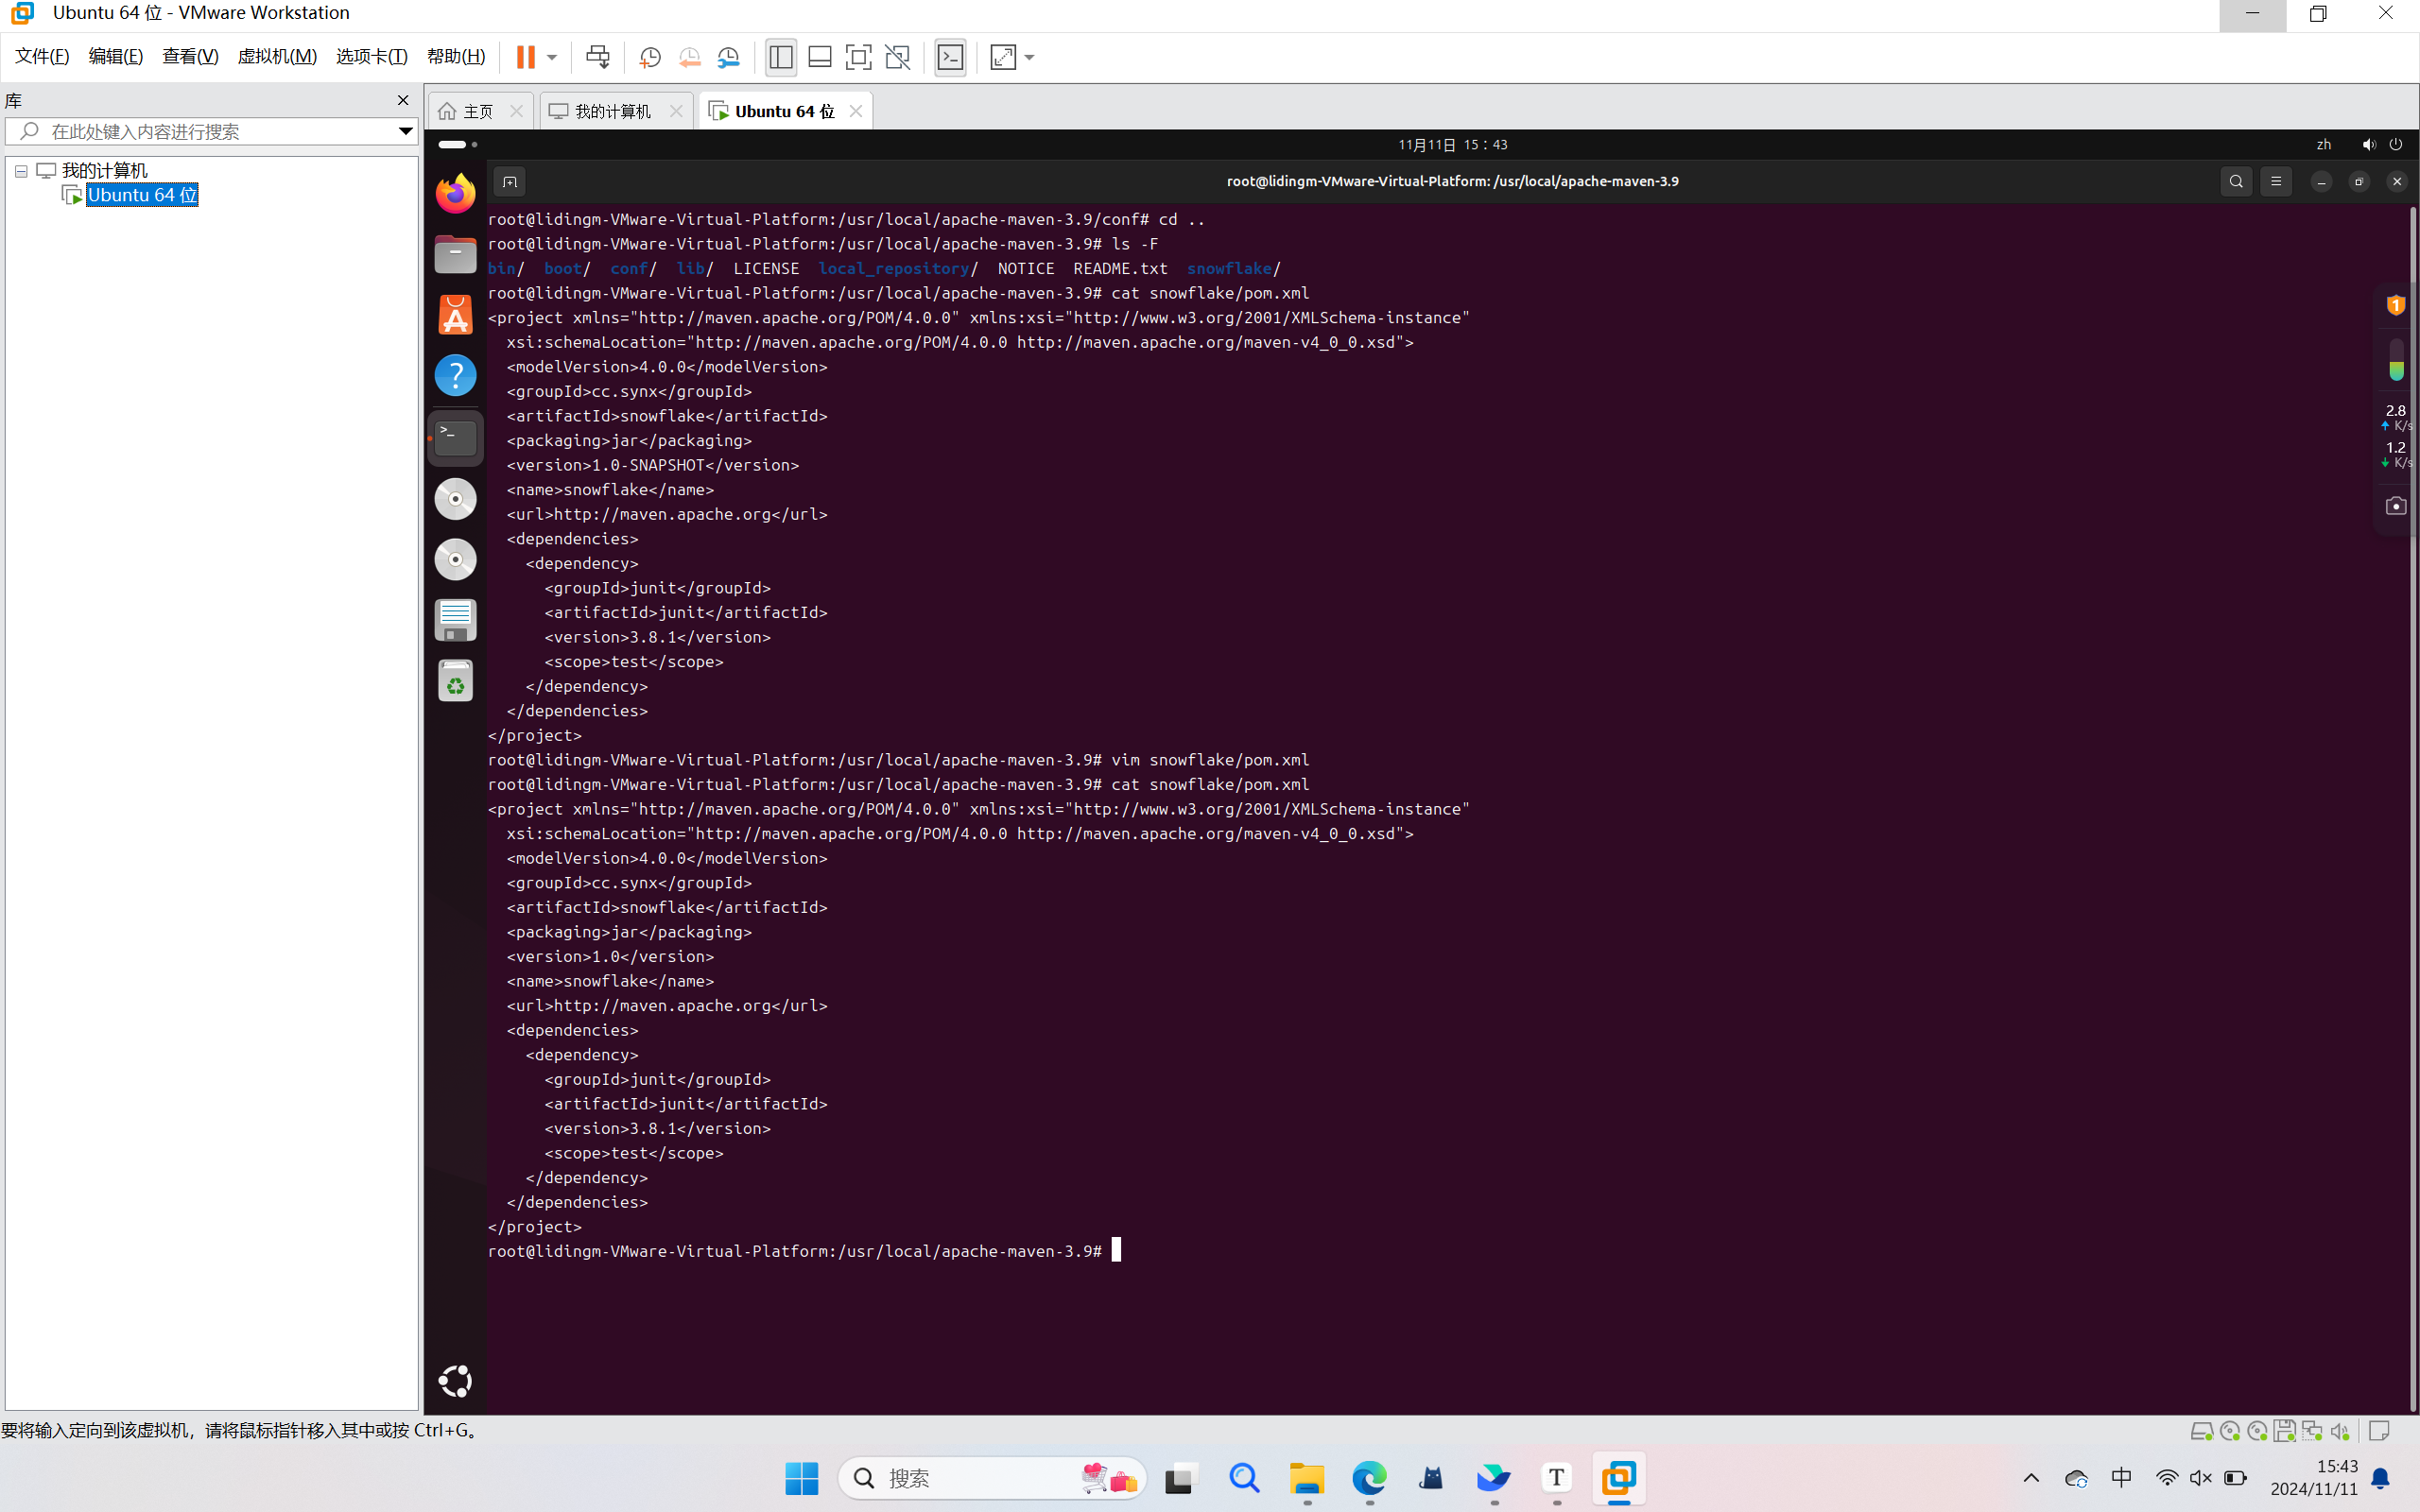 Ubuntu 64 位 - VMware Workstation
文件(F) 编辑(E) 查看(V) 虚拟机(M) 选项卡(T) 帮助(H)
库
在此处键入内容进行搜索
我的计算机
Ubuntu 64 位
主页 我的计算机 Ubuntu 64 位
11月11日 15：43
zh
root@lidingm-VMware-Virtual-Platform: /usr/local/apache-maven-3.9
root@lidingm-VMware-Virtual-Platform:/usr/local/apache-maven-3.9/conf# cd ..
root@lidingm-VMware-Virtual-Platform:/usr/local/apache-maven-3.9# ls -F
bin/  boot/  conf/  lib/  LICENSE  local_repository/  NOTICE  README.txt  snowflake/
root@lidingm-VMware-Virtual-Platform:/usr/local/apache-maven-3.9# cat snowflake/pom.xml
<project xmlns="http://maven.apache.org/POM/4.0.0" xmlns:xsi="http://www.w3.org/2001/XMLSchema-instance"
  xsi:schemaLocation="http://maven.apache.org/POM/4.0.0 http://maven.apache.org/maven-v4_0_0.xsd">
  <modelVersion>4.0.0</modelVersion>
  <groupId>cc.synx</groupId>
  <artifactId>snowflake</artifactId>
  <packaging>jar</packaging>
  <version>1.0-SNAPSHOT</version>
  <name>snowflake</name>
  <url>http://maven.apache.org</url>
  <dependencies>
    <dependency>
      <groupId>junit</groupId>
      <artifactId>junit</artifactId>
      <version>3.8.1</version>
      <scope>test</scope>
    </dependency>
  </dependencies>
</project>
root@lidingm-VMware-Virtual-Platform:/usr/local/apache-maven-3.9# vim snowflake/pom.xml
root@lidingm-VMware-Virtual-Platform:/usr/local/apache-maven-3.9# cat snowflake/pom.xml
<project xmlns="http://maven.apache.org/POM/4.0.0" xmlns:xsi="http://www.w3.org/2001/XMLSchema-instance"
  xsi:schemaLocation="http://maven.apache.org/POM/4.0.0 http://maven.apache.org/maven-v4_0_0.xsd">
  <modelVersion>4.0.0</modelVersion>
  <groupId>cc.synx</groupId>
  <artifactId>snowflake</artifactId>
  <packaging>jar</packaging>
  <version>1.0</version>
  <name>snowflake</name>
  <url>http://maven.apache.org</url>
  <dependencies>
    <dependency>
      <groupId>junit</groupId>
      <artifactId>junit</artifactId>
      <version>3.8.1</version>
      <scope>test</scope>
    </dependency>
  </dependencies>
</project>
root@lidingm-VMware-Virtual-Platform:/usr/local/apache-maven-3.9#
1
2.8
K/s
1.2
K/s
要将输入定向到该虚拟机，请将鼠标指针移入其中或按 Ctrl+G。
搜索
T
中
15:43
2024/11/11